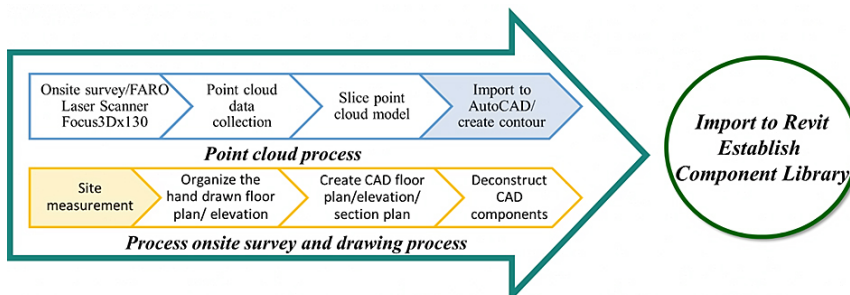 Onsite survey/FARO
Laser Scanner
Focus3Dx130
Point cloud
data
collection
Slice point
cloud model
Import to
AutoCAD/
create contour
Point cloud process
Site
measurement
Organize the
hand drawn floor
plan/ elevation
Create CAD floor
plan/elevation/
section plan
Deconstruct
CAD
components
Process onsite survey and drawing process
Import to Revit
Establish
Component Library